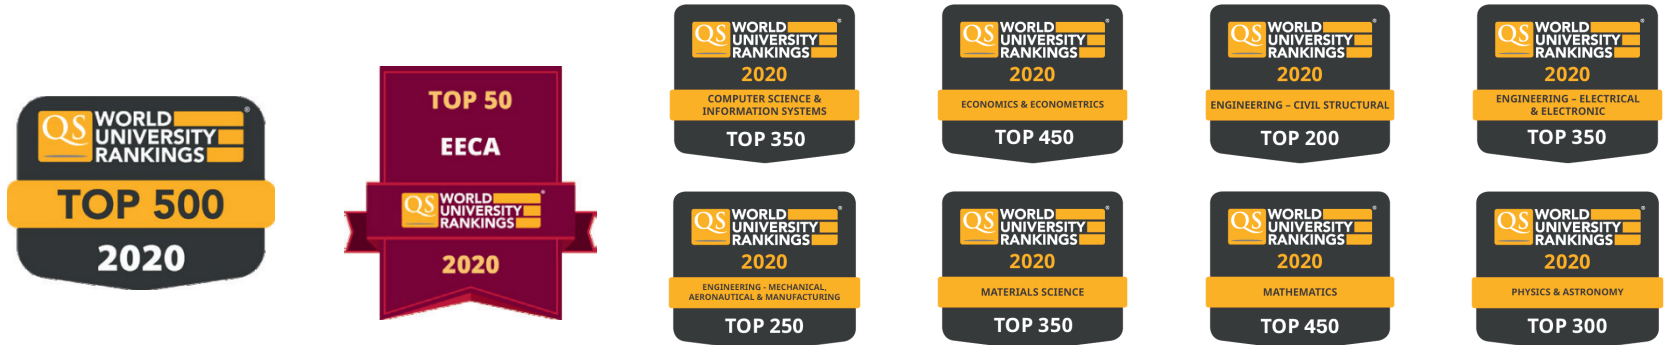 QS WORLD
UNIVERSITY
RANKINGS®
TOP 500
2020
TOP 50
EECA
QS WORLD
UNIVERSITY
RANKINGS®
2020
QS WORLD
UNIVERSITY
RANKINGS®
2020
COMPUTER SCIENCE &
INFORMATION SYSTEMS
TOP 350
QS WORLD
UNIVERSITY
RANKINGS®
2020
ECONOMICS & ECONOMETRICS
TOP 450
QS WORLD
UNIVERSITY
RANKINGS®
2020
ENGINEERING – CIVIL STRUCTURAL
TOP 200
QS WORLD
UNIVERSITY
RANKINGS®
2020
ENGINEERING – ELECTRICAL
& ELECTRONIC
TOP 350
QS WORLD
UNIVERSITY
RANKINGS®
2020
ENGINEERING - MECHANICAL,
AERONAUTICAL & MANUFACTURING
TOP 250
QS WORLD
UNIVERSITY
RANKINGS®
2020
MATERIALS SCIENCE
TOP 350
QS WORLD
UNIVERSITY
RANKINGS®
2020
MATHEMATICS
TOP 450
QS WORLD
UNIVERSITY
RANKINGS®
2020
PHYSICS & ASTRONOMY
TOP 300